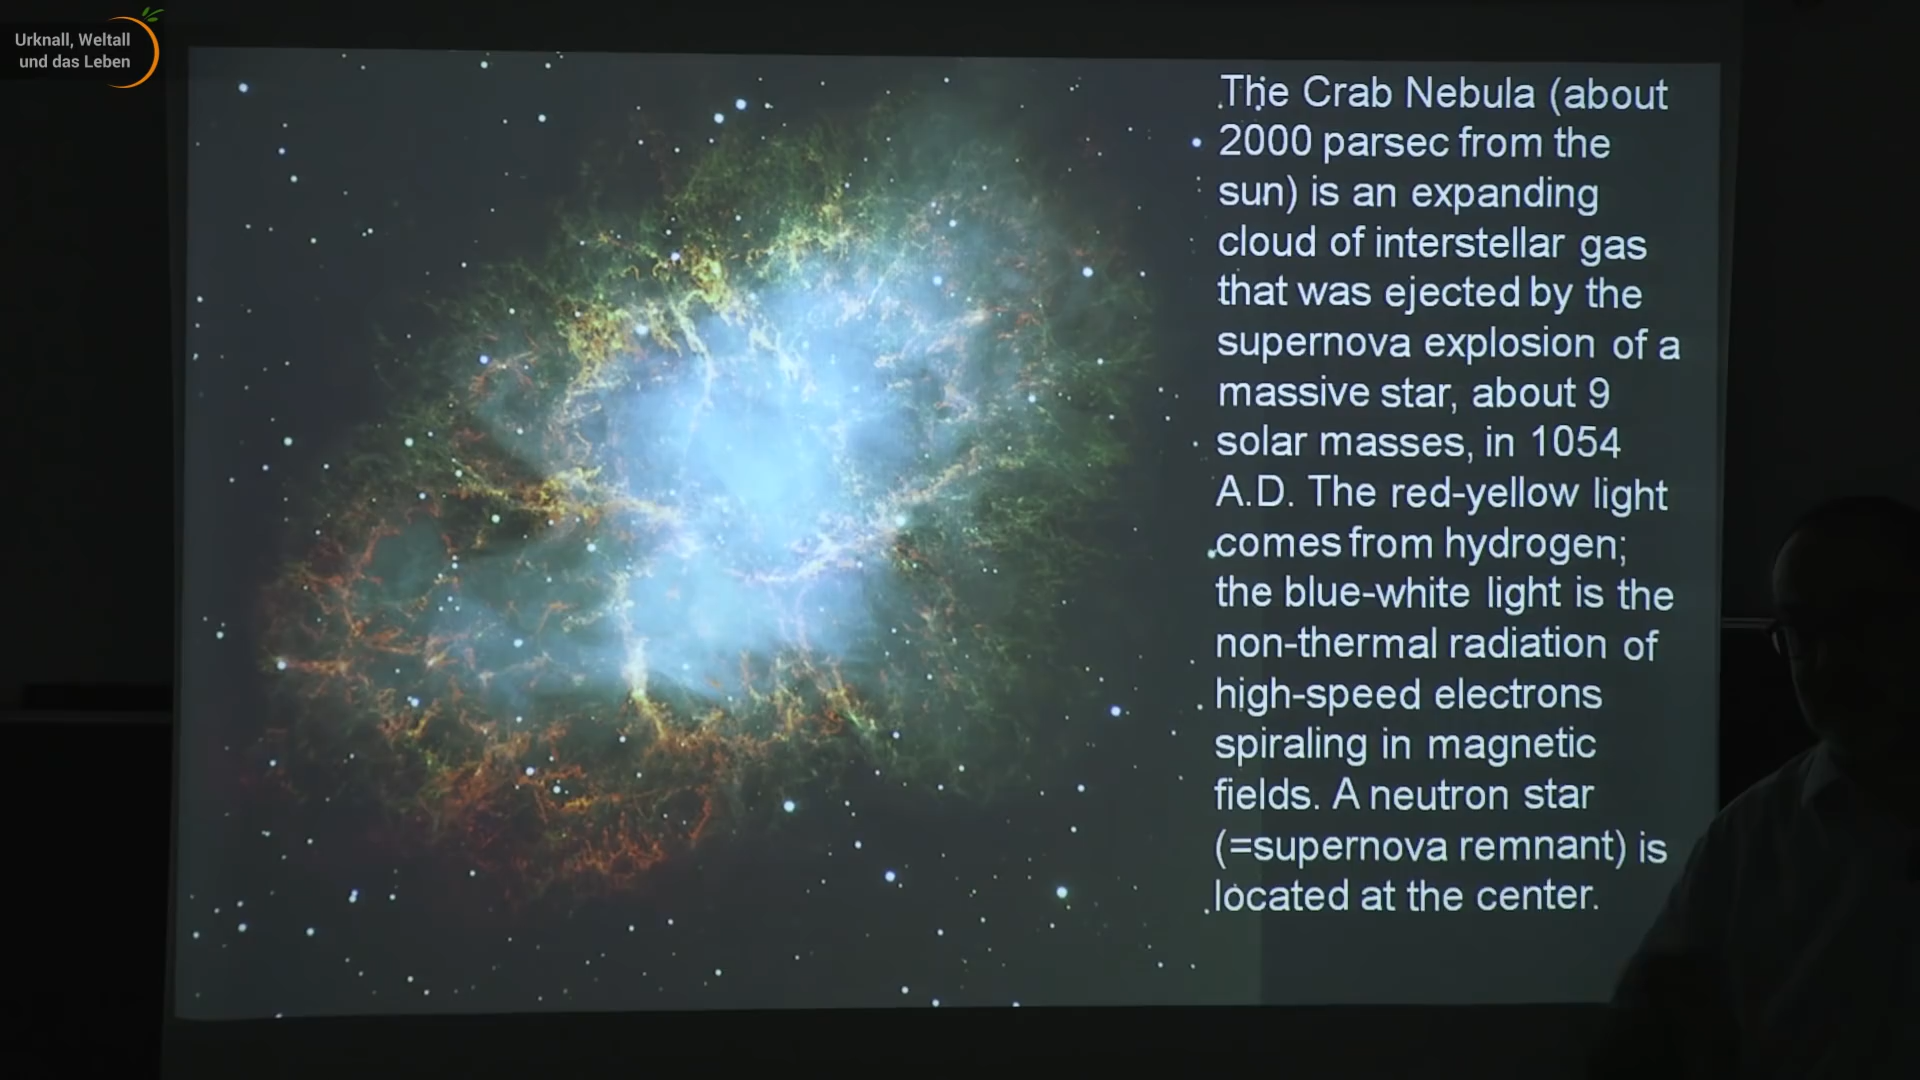 Urknall, Weltall
und das Leben
The Crab Nebula (about
2000 parsec from the
sun) is an expanding
cloud of interstellar gas
that was ejected by the
supernova explosion of a
massive star, about 9
solar masses, in 1054
A.D. The red-yellow light
comes from hydrogen;
the blue-white light is the
non-thermal radiation of
high-speed electrons
spiraling in magnetic
fields. A neutron star
(=supernova remnant) is
located at the center.